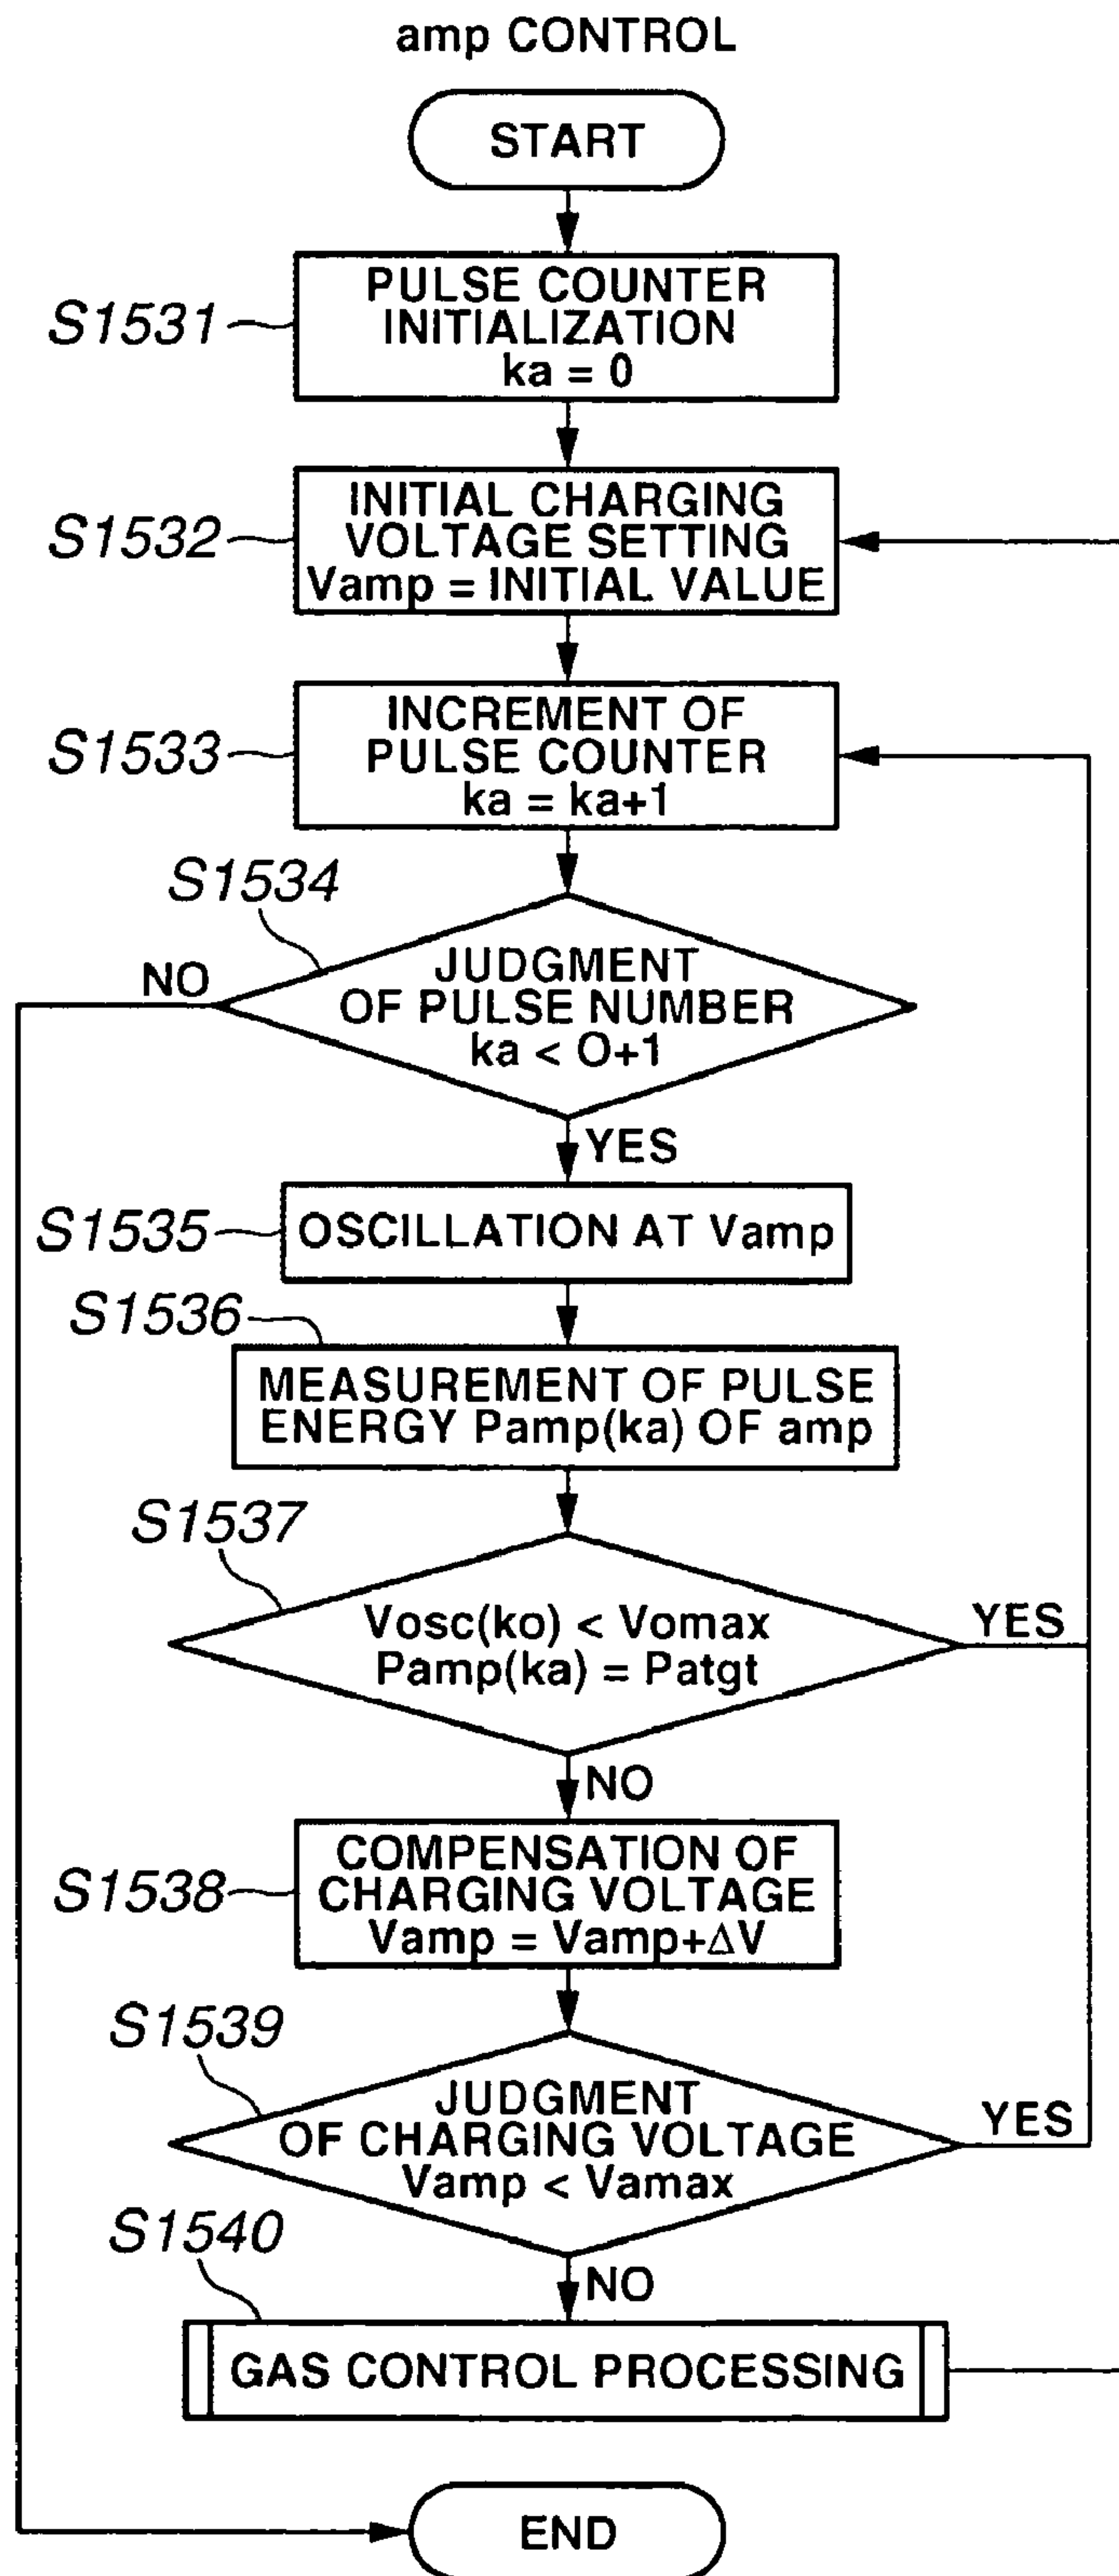 amp CONTROL
START
S1531
PULSE COUNTER
INITIALIZATION
ka = 0
S1532
INITIAL CHARGING
VOLTAGE SETTING
Vamp = INITIAL VALUE
S1533
INCREMENT OF
PULSE COUNTER
ka = ka+1
S1534
NO
JUDGMENT
OF PULSE NUMBER
ka < O+1
YES
S1535
OSCILLATION AT Vamp
S1536
MEASUREMENT OF PULSE
ENERGY Pamp(ka) OF amp
S1537
Vosc(ko) < Vomax
Pamp(ka) = Patgt
YES
NO
S1538
COMPENSATION OF
CHARGING VOLTAGE
Vamp = Vamp+ΔV
S1539
JUDGMENT
OF CHARGING VOLTAGE
Vamp < Vamax
YES
S1540
NO
GAS CONTROL PROCESSING
END